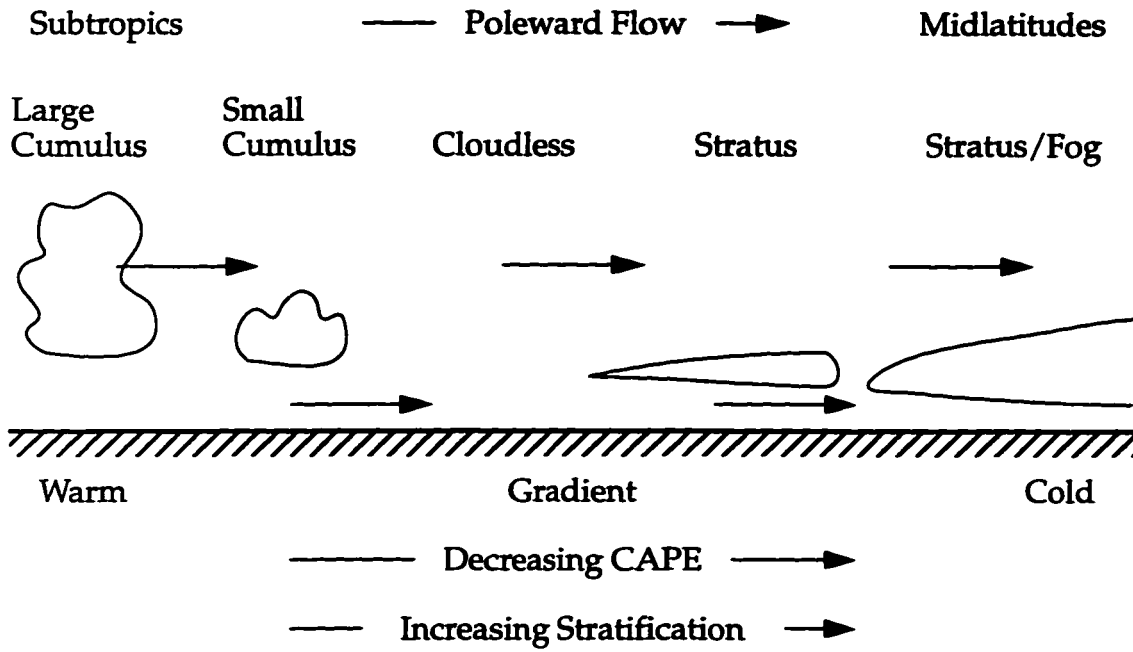 Subtropics Poleward Flow Midlatitudes
Large Cumulus
Small Cumulus
Cloudless
Stratus
Stratus/Fog
Warm Gradient Cold
Decreasing CAPE
Increasing Stratification